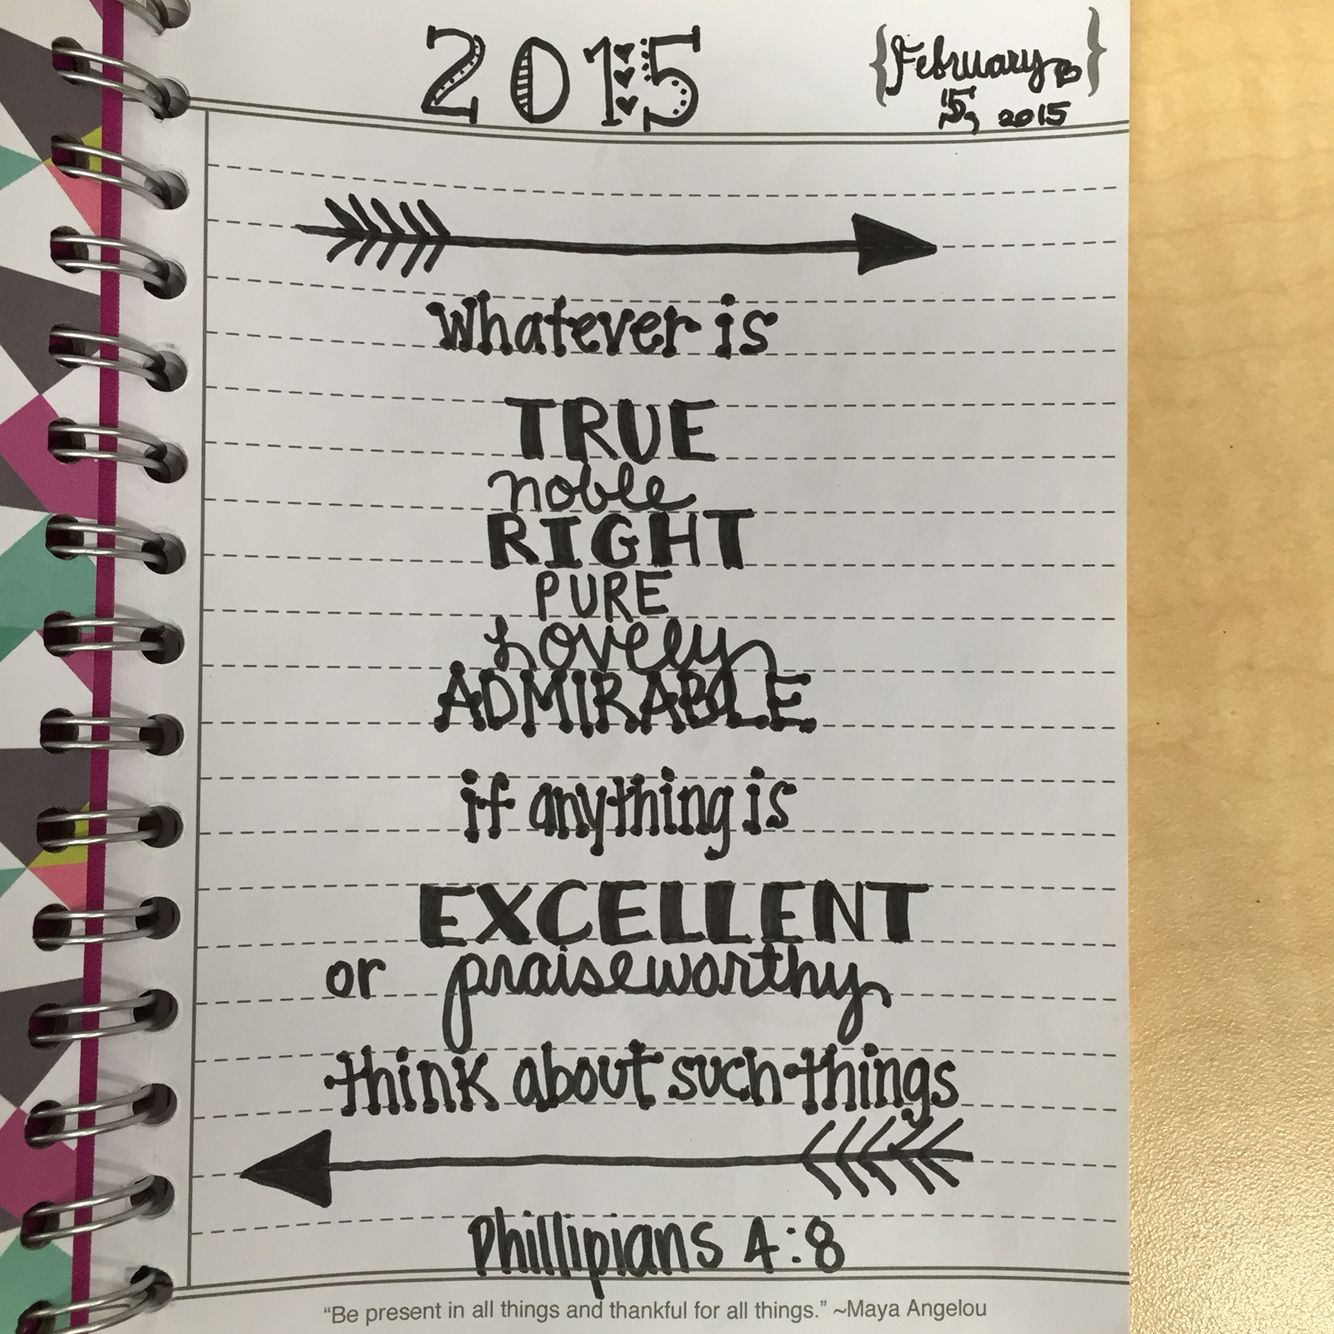 2015
{February}
15, 2015
Whatever is
TRUE
noble
RIGHT
PURE
Lovely
ADMIRABLE
if anything is
EXCELLENT
or praiseworthy
think about such things
Phillipians 4:8
“Be present in all things and thankful for all things.” ~Maya Angelou